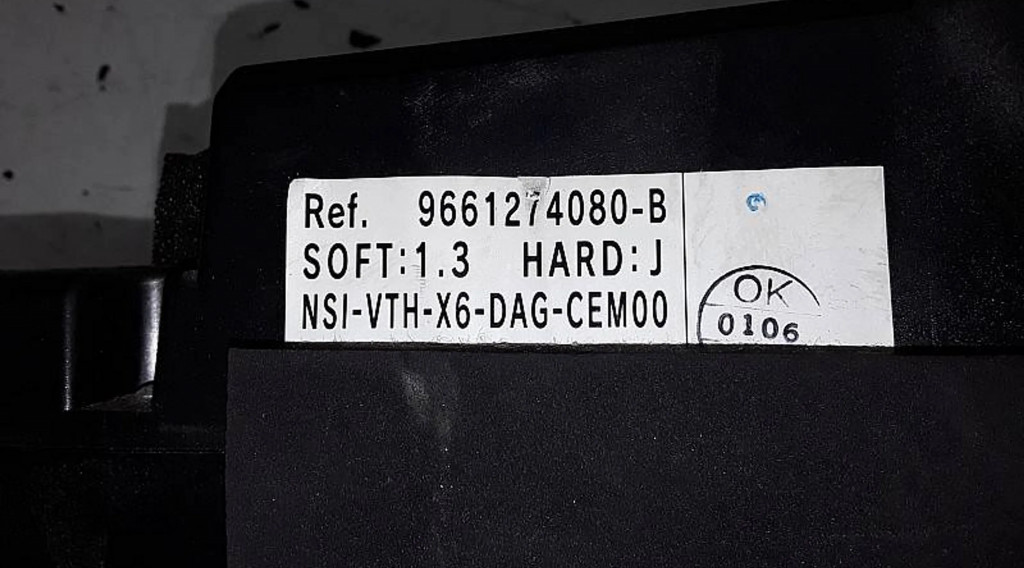 Ref. 9661274080-B
SOFT:1.3 HARD:J
NSI-VTH-X6-DAG-CEM00
OK
0106